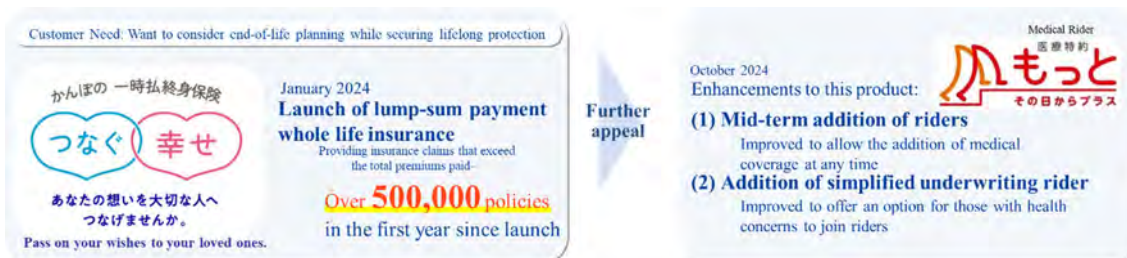 Customer Need: Want to consider end-of-life planning while securing lifelong protection
かんぽの 一時払終身保険
つなぐ 幸せ
あなたの想いを大切な人へ
つなげませんか。
Pass on your wishes to your loved ones.
January 2024
Launch of lump-sum payment
whole life insurance
Providing insurance claims that exceed
the total premiums paid–
Over 500,000 policies
in the first year since launch
Further
appeal
Medical Rider
医療特約
もっと
その日からプラス
October 2024
Enhancements to this product:
(1) Mid-term addition of riders
Improved to allow the addition of medical
coverage at any time
(2) Addition of simplified underwriting rider
Improved to offer an option for those with health
concerns to join riders